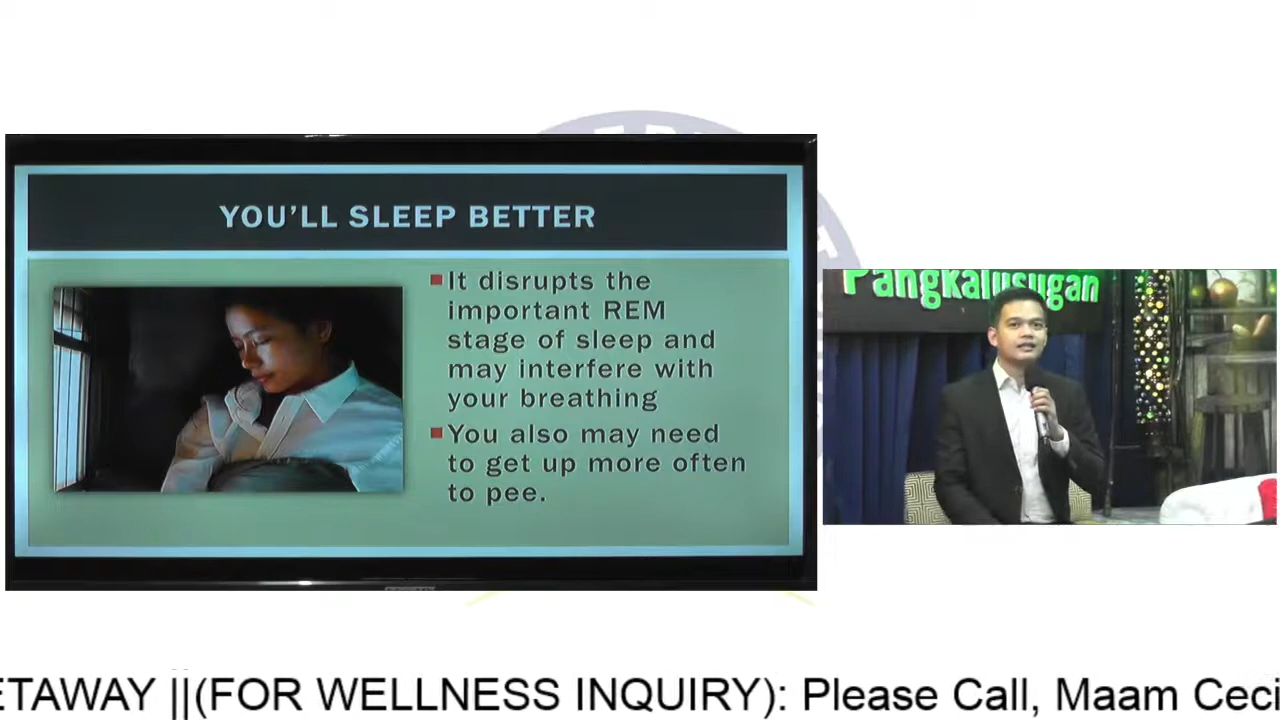 YOU'LL SLEEP BETTER
It disrupts the
important REM
stage of sleep and
may interfere with
your breathing
You also may need
to get up more often
to pee.
Pangkalusugan
ETAWAY ||(FOR WELLNESS INQUIRY): Please Call, Maam Ceci